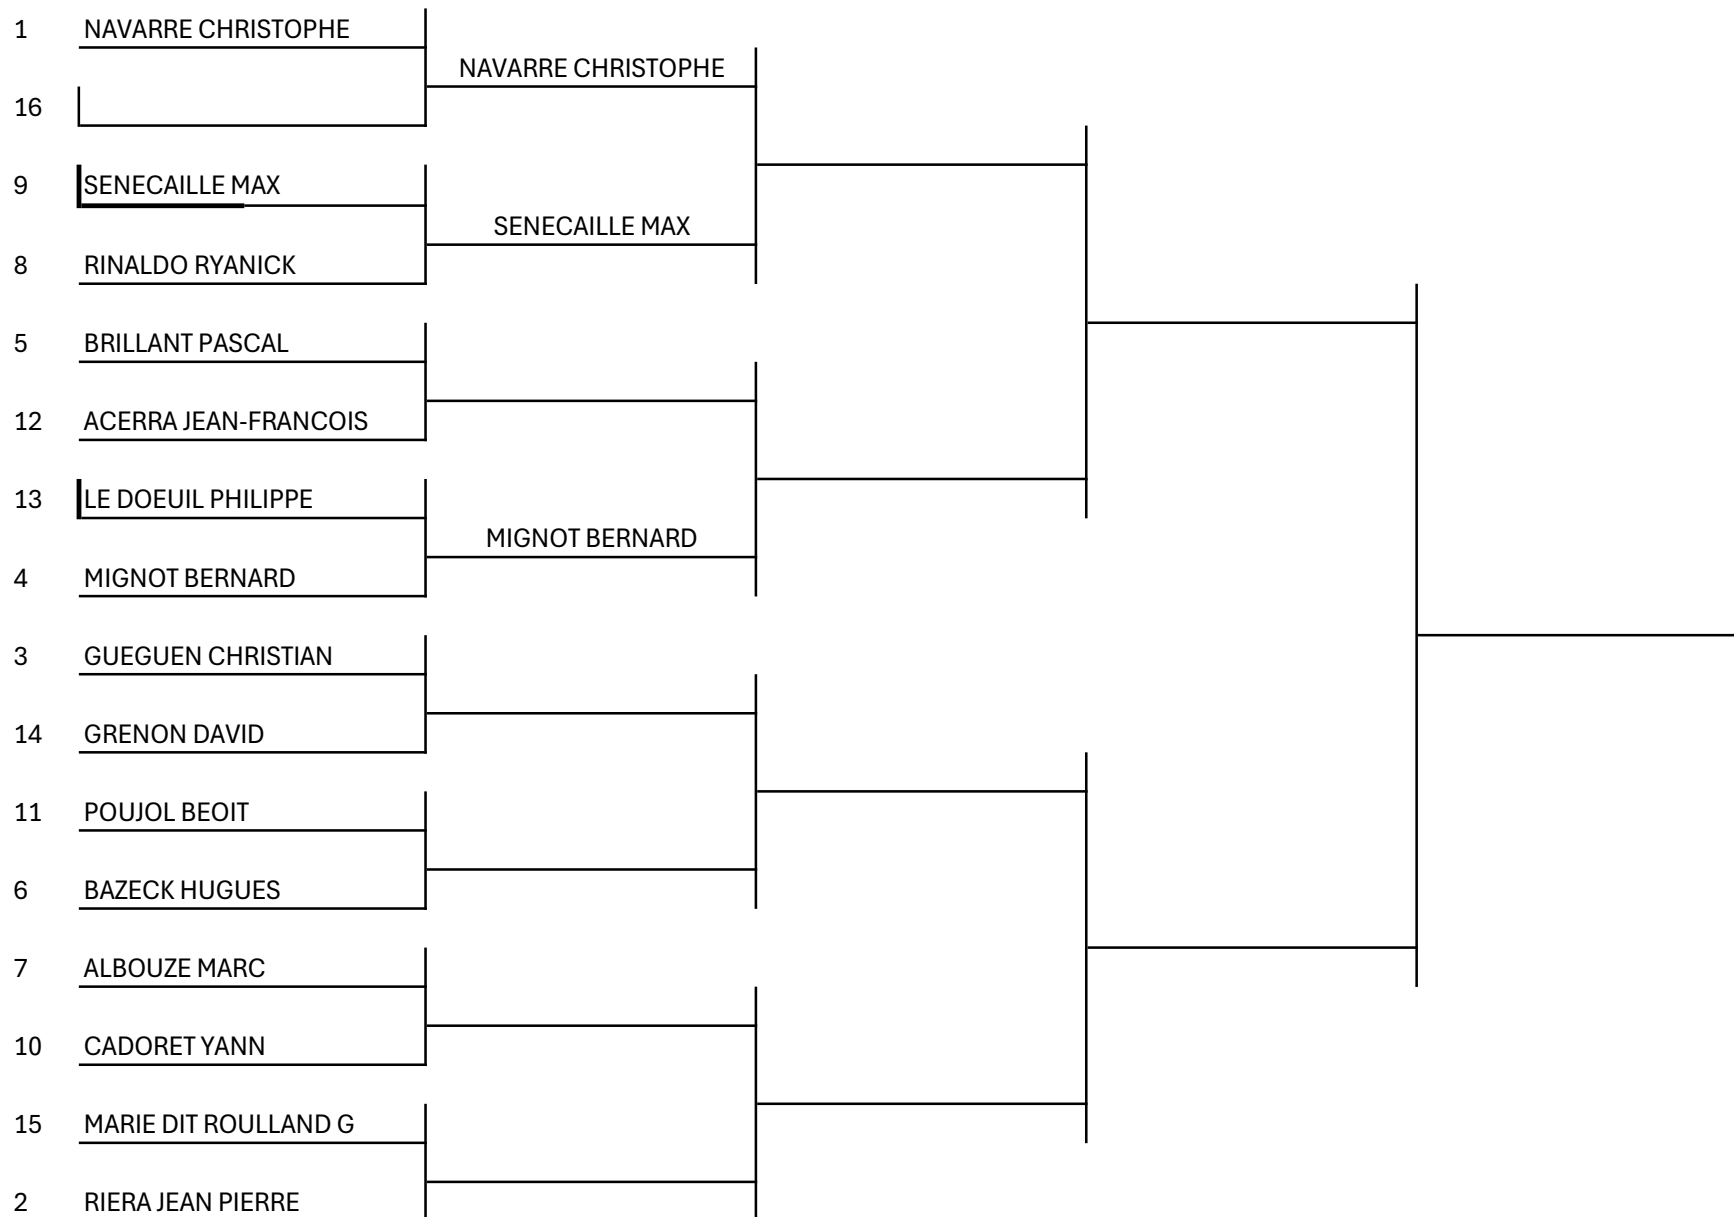 1 NAVARRE CHRISTOPHE
NAVARRE CHRISTOPHE
16
9 SENECAILLE MAX
SENECAILLE MAX
8 RINALDO RYANICK
5 BRILLANT PASCAL
12 ACERRA JEAN-FRANCOIS
13 LE DOEUIL PHILIPPE
MIGNOT BERNARD
4 MIGNOT BERNARD
3 GUEGUEN CHRISTIAN
14 GRENON DAVID
11 POUJOL BEOIT
6 BAZECK HUGUES
7 ALBOUZE MARC
10 CADORET YANN
15 MARIE DIT ROULLAND G
2 RIERA JEAN PIERRE